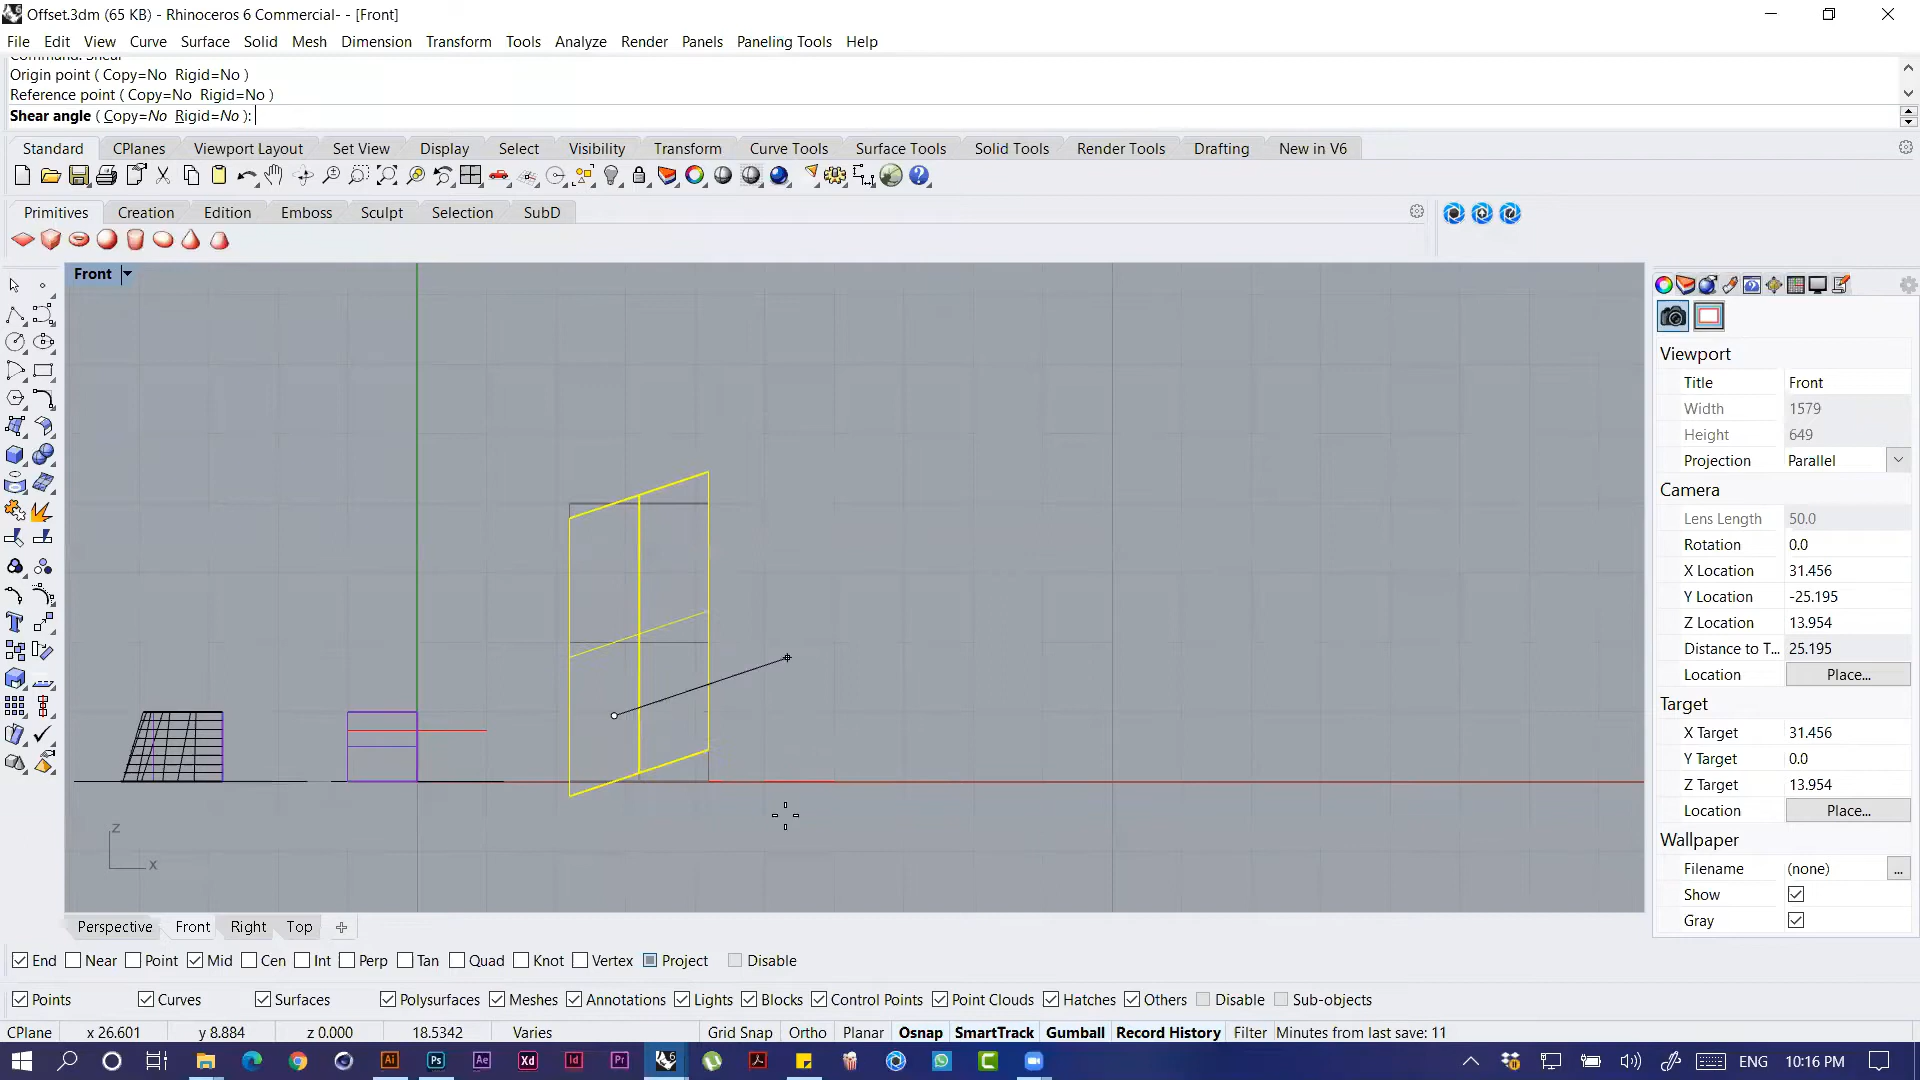 Offset.3dm (65 KB) - Rhinoceros 6 Commercial- - [Front]
File Edit View Curve Surface Solid Mesh Dimension Transform Tools Analyze Render Panels Paneling Tools Help
Command: Shear
Origin point ( Copy=No Rigid=No )
Reference point ( Copy=No Rigid=No )
Shear angle ( Copy=No Rigid=No ):
Standard CPlanes Viewport Layout Set View Display Select Visibility Transform Curve Tools Surface Tools Solid Tools Render Tools Drafting New in V6
Primitives Creation Edition Emboss Sculpt Selection SubD
Front
Viewport
Title Front
Width 1579
Height 649
Projection Parallel
Camera
Lens Length 50.0
Rotation 0.0
X Location 31.456
Y Location -25.195
Z Location 13.954
Distance to T... 25.195
Location Place...
Target
X Target 31.456
Y Target 0.0
Z Target 13.954
Location Place...
Wallpaper
Filename (none) ...
Show
Gray
z
x
Perspective Front Right Top
End Near Point Mid Cen Int Perp Tan Quad Knot Vertex Project Disable
Points Curves Surfaces Polysurfaces Meshes Annotations Lights Blocks Control Points Point Clouds Hatches Others Disable Sub-objects
CPlane x 26.601 y 8.884 z 0.000 18.5342 Varies Grid Snap Ortho Planar Osnap SmartTrack Gumball Record History Filter Minutes from last save: 11
Ai Ps Ae Xd Id Pr 6 ENG 10:16 PM